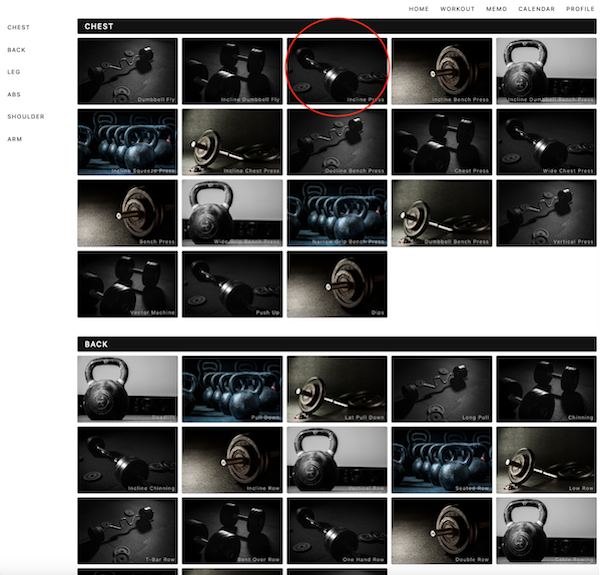 HOME WORKOUT MEMO CALENDAR PROFILE
CHEST
BACK
LEG
ABS
SHOULDER
ARM
CHEST
Dumbbell Fly
Incline Dumbbell Fly
Incline Press
Incline Bench Press
Incline Dumbbell Bench Press
Incline Squeeze Press
Incline Chest Press
Decline Bench Press
Chest Press
Wide Chest Press
Bench Press
Wide Grip Bench Press
Narrow Grip Bench Press
Dumbbell Bench Press
Vertical Press
Vector Machine
Push Up
Dips
BACK
Deadlift
Pull Down
Lat Pull Down
Long Pull
Chinning
Incline Chinning
Incline Row
Vertical Row
Seated Row
Low Row
T-Bar Row
Bent Over Row
One Hand Row
Double Row
Cable Rowing